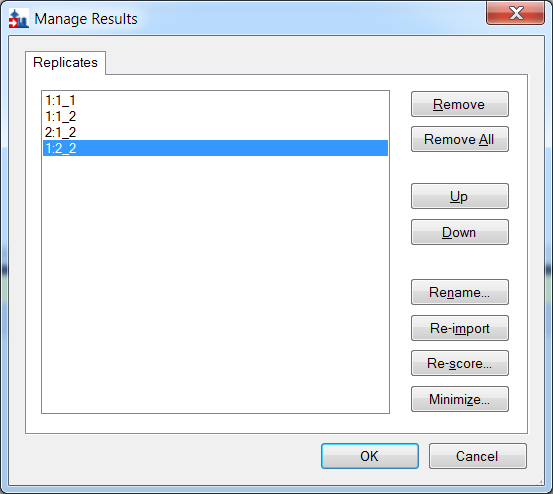 Manage Results
Replicates
1:1_1
1:1_2
2:1_2
1:2_2
Remove
Remove All
Up
Down
Rename...
Re-import
Re-score...
Minimize...
OK
Cancel